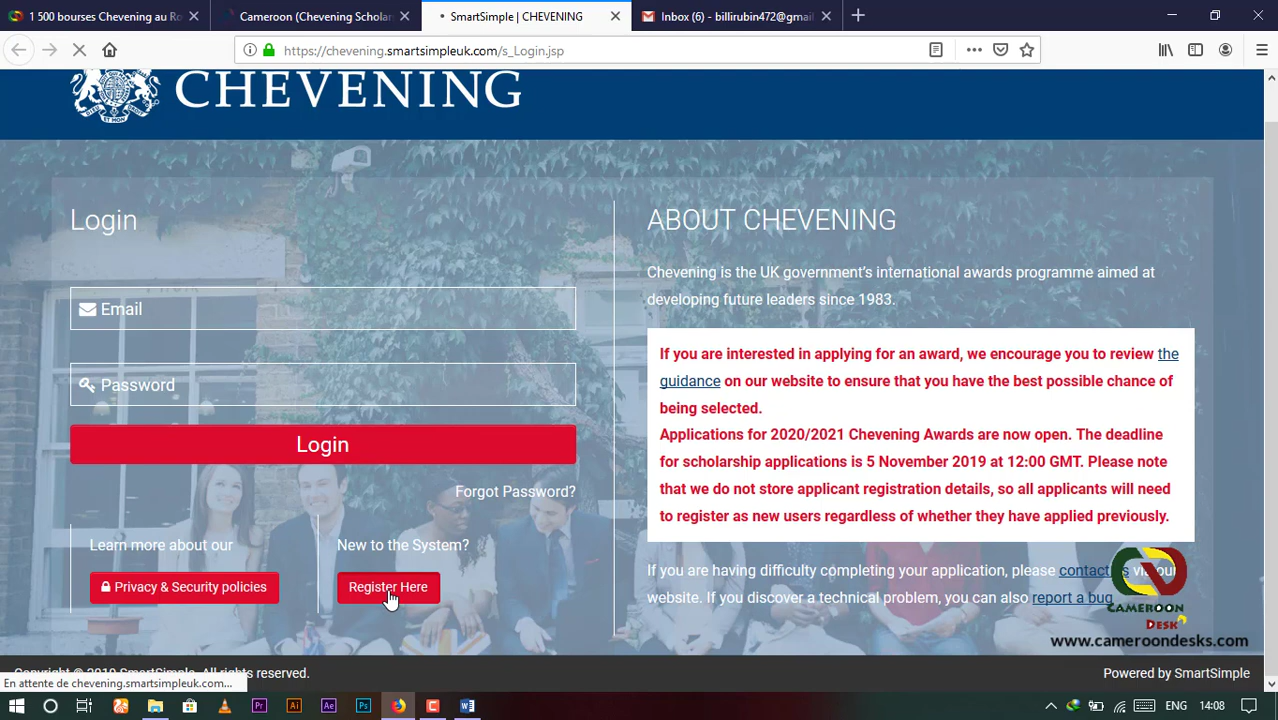 1 500 bourses Chevening au Ro
Cameroon (Chevening Scholar
SmartSimple | CHEVENING
Inbox (6) - billirubin472@gmai
https://chevening.smartsimpleuk.com/s_Login.jsp
CHEVENING
Login
Email
Password
Login
Forgot Password?
Learn more about our
Privacy & Security policies
New to the System?
Register Here
ABOUT CHEVENING
Chevening is the UK government's international awards programme aimed at
developing future leaders since 1983.
If you are interested in applying for an award, we encourage you to review the
guidance on our website to ensure that you have the best possible chance of
being selected.
Applications for 2020/2021 Chevening Awards are now open. The deadline
for scholarship applications is 5 November 2019 at 12:00 GMT. Please note
that we do not store applicant registration details, so all applicants will need
to register as new users regardless of whether they have applied previously.
If you are having difficulty completing your application, please contact us via our
website. If you discover a technical problem, you can also report a bug
CAMEROON
DESK
www.cameroondesks.com
Copyright © 2019 SmartSimple. All rights reserved.
Powered by SmartSimple
En attente de chevening.smartsimpleuk.com...
Pr
Ai
Ae
Ps
ENG
14:08